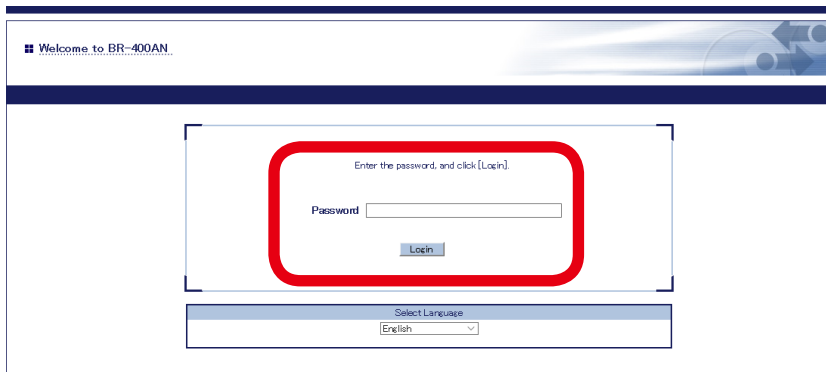 Welcome to BR-400AN
Enter the password, and click [Login].
Password
Login
Select Language
English